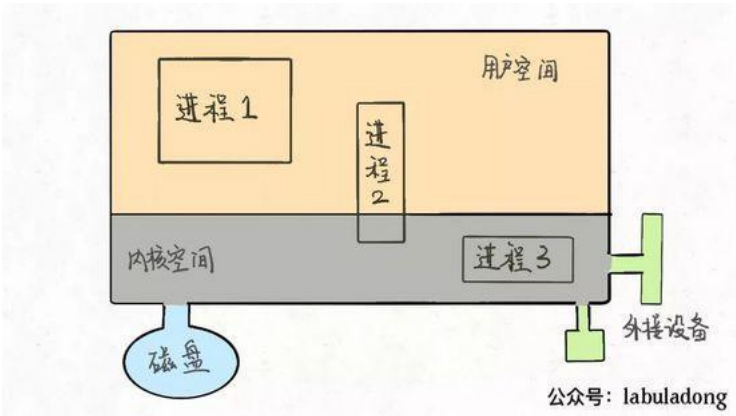 用户空间
进程1
进
程
2
内核空间
进程3
磁盘
外接设备
公众号：labuladong